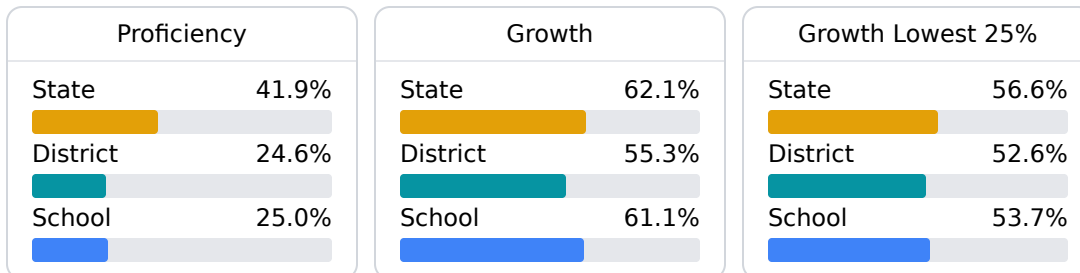 Proficiency
State 41.9%
District 24.6%
School 25.0%
Growth
State 62.1%
District 55.3%
School 61.1%
Growth Lowest 25%
State 56.6%
District 52.6%
School 53.7%